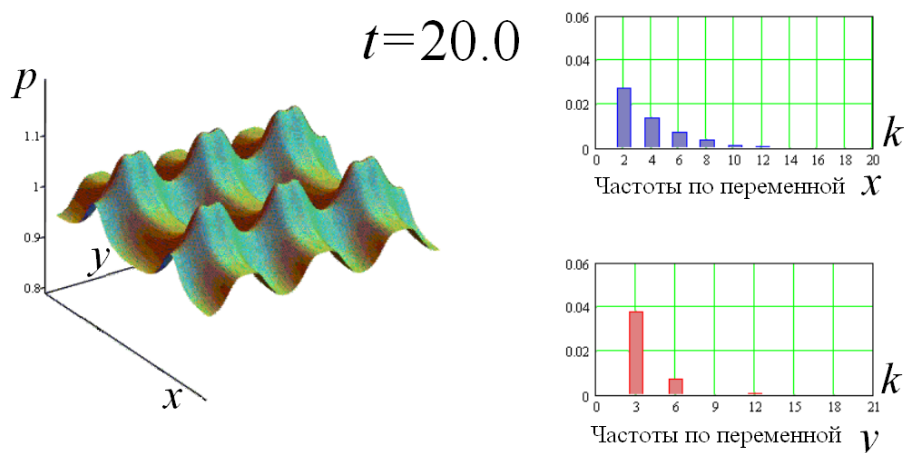 t=20.0
p
1.1
1
0.9
0.8
y
x
0.06
0.04
0.02
0
0 2 4 6 8 10 12 14 16 18 20
k
Частоты по переменной x
0.06
0.04
0.02
0
0 3 6 9 12 15 18 21
k
Частоты по переменной y